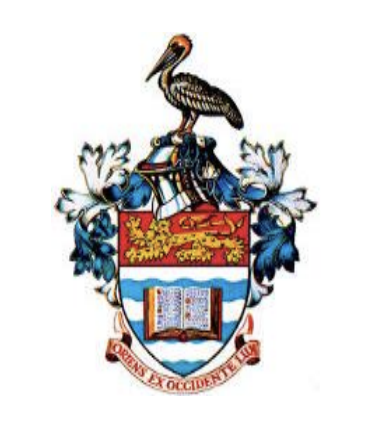 ORIENS EX OCCIDENTE LUX